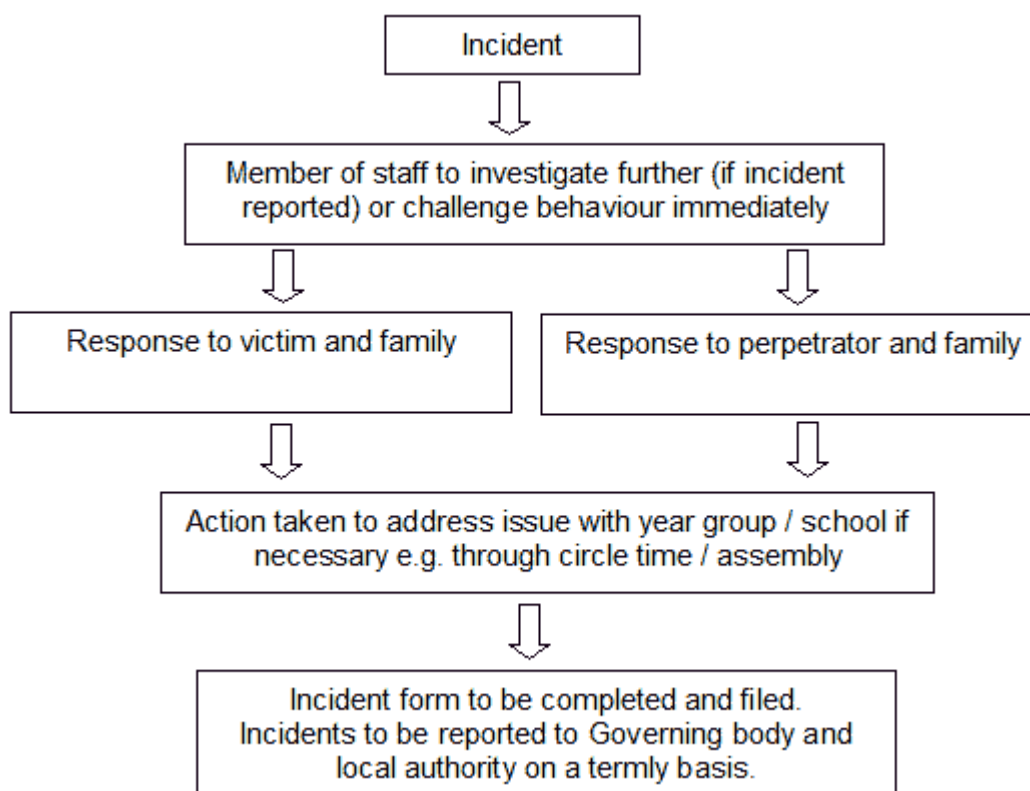 Incident
Member of staff to investigate further (if incident
reported) or challenge behaviour immediately
Response to victim and family
Response to perpetrator and family
Action taken to address issue with year group / school if
necessary e.g. through circle time / assembly
Incident form to be completed and filed.
Incidents to be reported to Governing body and
local authority on a termly basis.